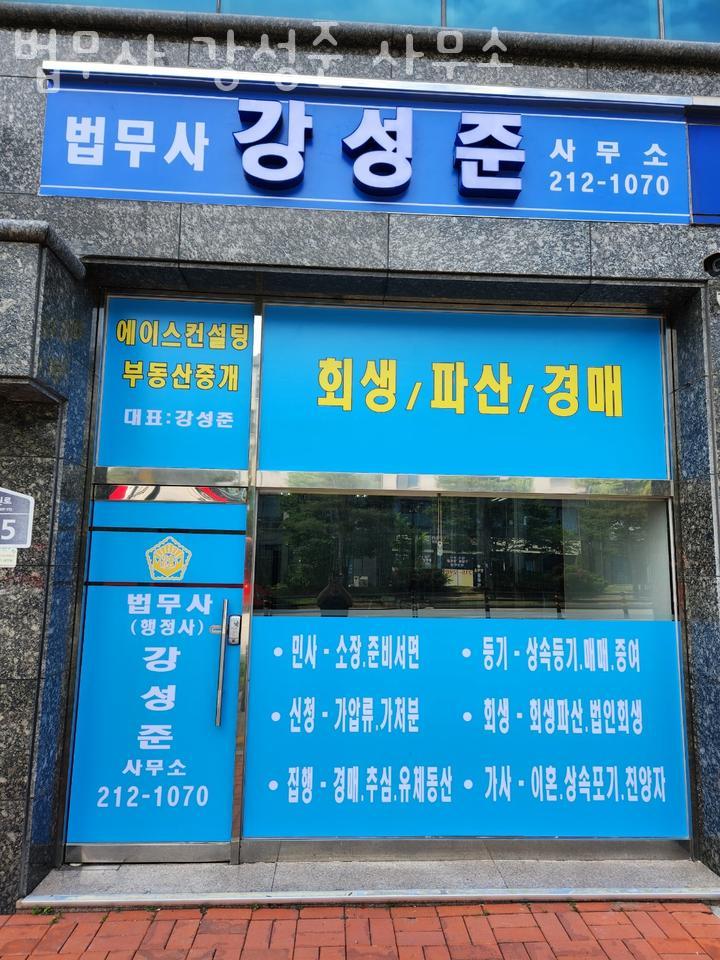 법무사 강성준 사무소
법무사 강성준 사무소
212-1070
에이스컨설팅
부동산중개
대표:강성준
회생/파산/경매
5
법무사
(행정사)
강
성
준
사무소
212-1070
• 민사 - 소장.준비서면
• 신청 - 가압류.가처분
• 집행 - 경매.추심.유체동산
• 등기 - 상속등기.매매.증여
• 회생 - 회생파산.법인회생
• 가사 - 이혼.상속포기.친양자